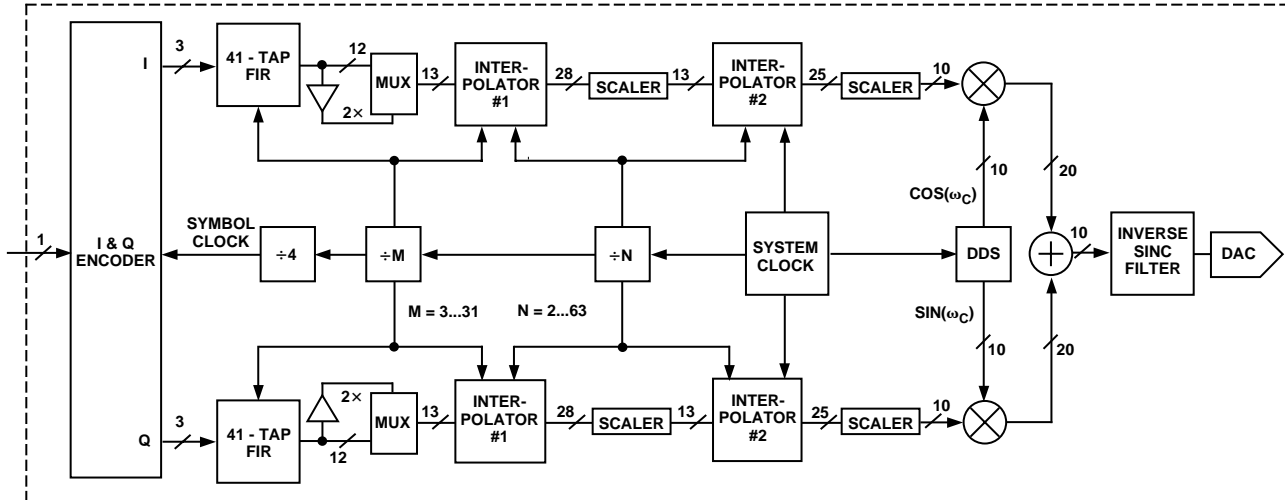 I
3
41 - TAP
FIR
12
2×
MUX
13
INTER-
POLATOR
#1
28
SCALER
13
INTER-
POLATOR
#2
25
SCALER
10
10
20
COS(ωC)
1
I & Q
ENCODER
SYMBOL
CLOCK
÷4
÷M
÷N
SYSTEM
CLOCK
DDS
10
INVERSE
SINC
FILTER
DAC
M = 3...31
N = 2...63
SIN(ωC)
10
20
Q
3
41 - TAP
FIR
2×
12
MUX
13
INTER-
POLATOR
#1
28
SCALER
13
INTER-
POLATOR
#2
25
SCALER
10